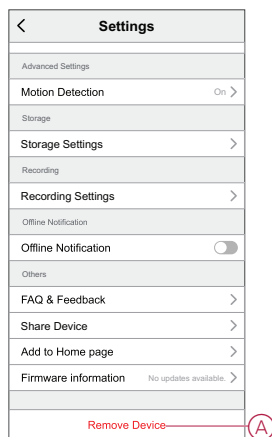 Settings
Advanced Settings
Motion Detection On
Storage
Storage Settings
Recording
Recording Settings
Offline Notification
Offline Notification
Others
FAQ & Feedback
Share Device
Add to Home page
Firmware information No updates available.
Remove Device A